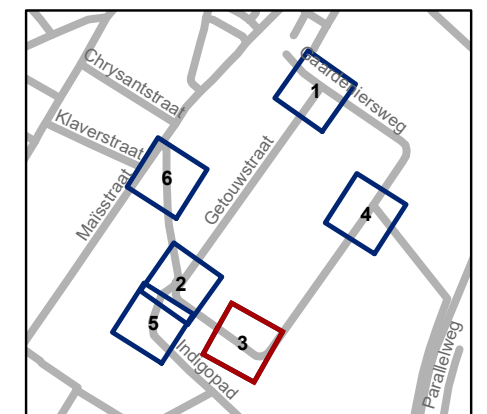 Gaardeniersweg
Chrysantstraat
1
Klaverstraat
Getouwstraat
6
Maïsstraat
4
2
5
3
Indigopad
Parallelweg